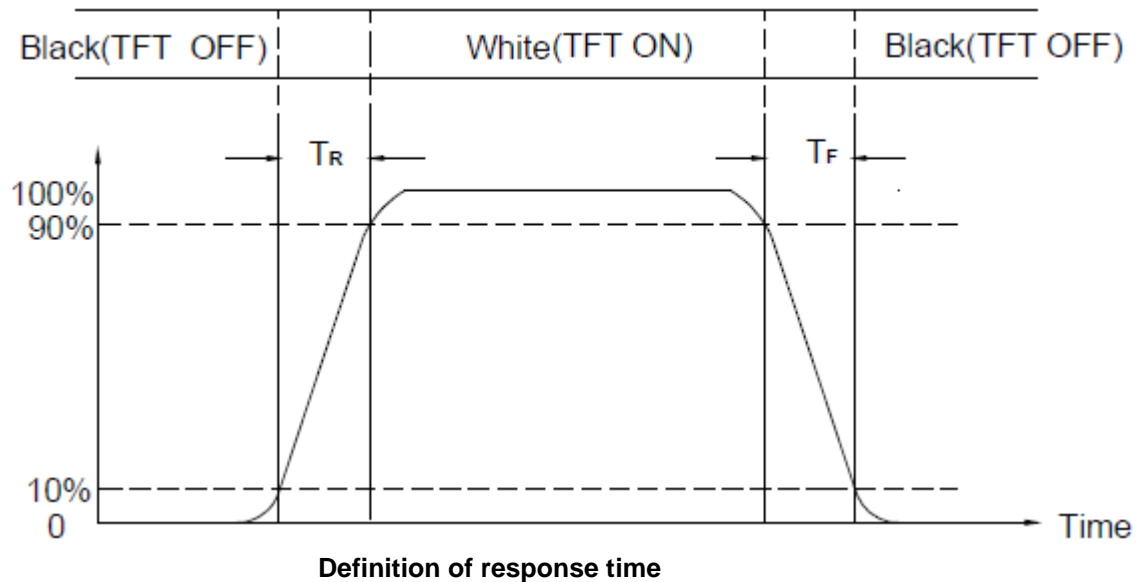 Black(TFT OFF) White(TFT ON) Black(TFT OFF)
TR TF
100%
90%
10%
0
Time
Definition of response time